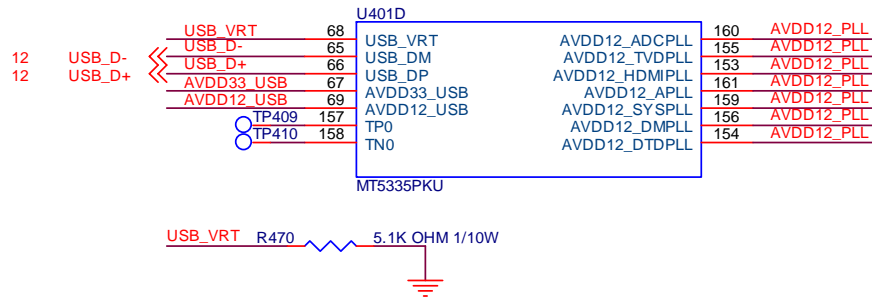 U401D
USB_VRT 68 USB_VRT AVDD12_ADCPLL 160 AVDD12_PLL
12 USB_D- USB_D- 65 USB_DM AVDD12_TVDPLL 155 AVDD12_PLL
12 USB_D+ USB_D+ 66 USB_DP AVDD12_HDMIPLL 153 AVDD12_PLL
AVDD33_USB 67 AVDD33_USB AVDD12_APLL 161 AVDD12_PLL
AVDD12_USB 69 AVDD12_USB AVDD12_SYSPLL 159 AVDD12_PLL
TP409 157 TP0 AVDD12_DMPLL 156 AVDD12_PLL
TP410 158 TN0 AVDD12_DTDPLL 154 AVDD12_PLL
MT5335PKU
USB_VRT R470 5.1K OHM 1/10W